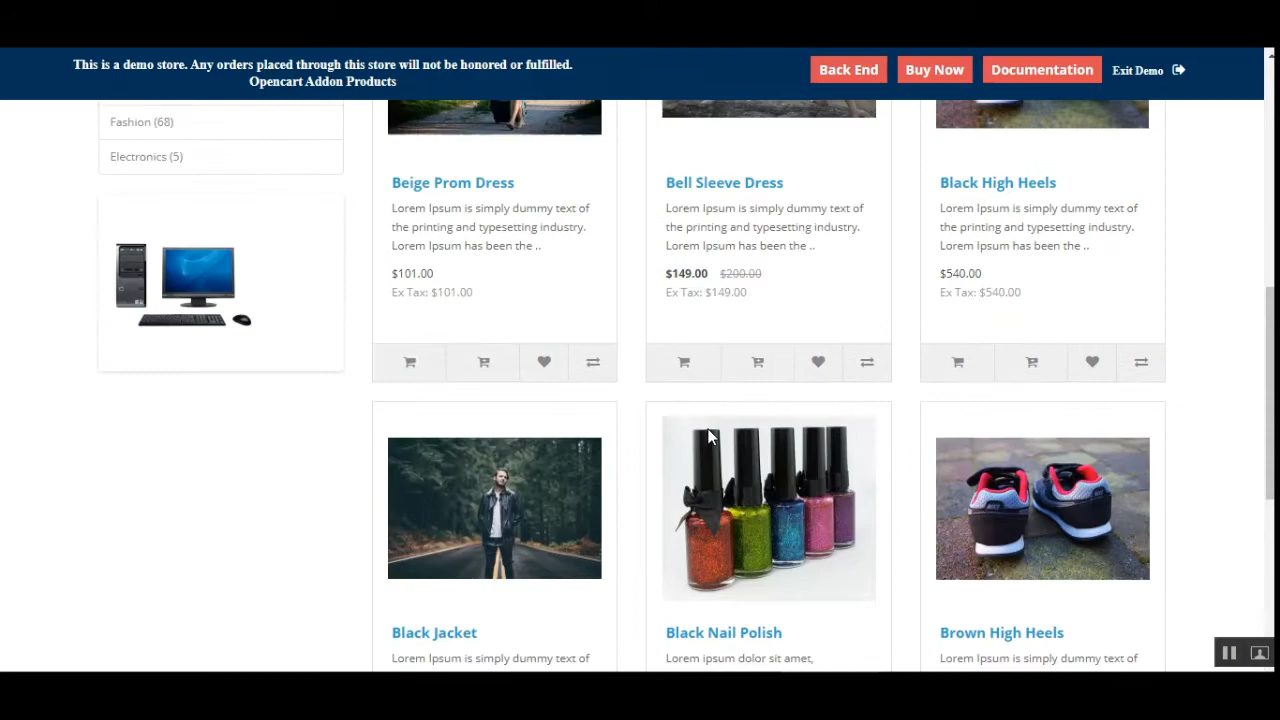 This is a demo store. Any orders placed through this store will not be honored or fulfilled.
Opencart Addon Products
Back End
Buy Now
Documentation
Exit Demo
Fashion (68)
Electronics (5)
Beige Prom Dress
Lorem Ipsum is simply dummy text of
the printing and typesetting industry.
Lorem Ipsum has been the ..
$101.00
Ex Tax: $101.00
Bell Sleeve Dress
Lorem Ipsum is simply dummy text of
the printing and typesetting industry.
Lorem Ipsum has been the ..
$149.00 $200.00
Ex Tax: $149.00
Black High Heels
Lorem Ipsum is simply dummy text of
the printing and typesetting industry.
Lorem Ipsum has been the ..
$540.00
Ex Tax: $540.00
Black Jacket
Lorem Ipsum is simply dummy text of
Black Nail Polish
Lorem ipsum dolor sit amet,
Brown High Heels
Lorem Ipsum is simply dummy text of